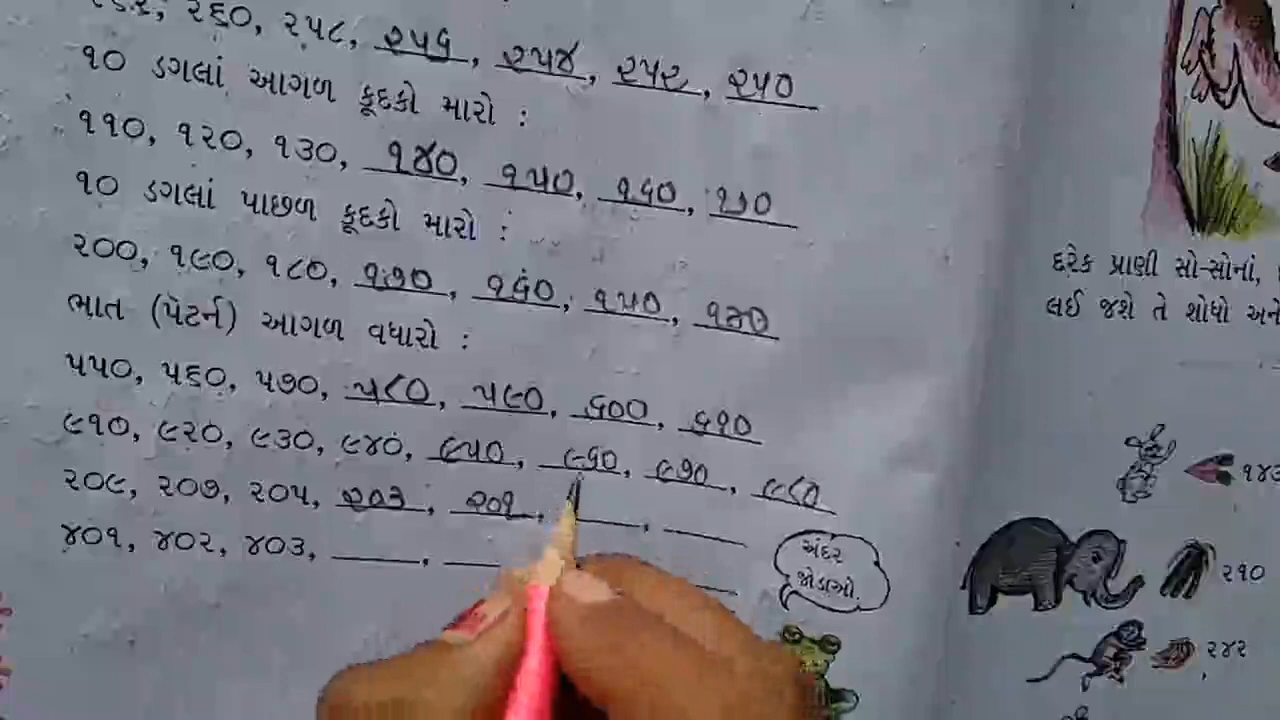 ૨૬૦, ૨૫૮, ૨૫૬, ૨૫૪, ૨૫૨, ૨૫૦
૧૦ ડગલાં આગળ કૂદકો મારો :
૧૧૦, ૧૨૦, ૧૩૦, ૧૪૦, ૧૫૦, ૧૬૦, ૧૭૦
૧૦ ડગલાં પાછળ કૂદકો મારો :
૨૦૦, ૧૯૦, ૧૮૦, ૧૭૦, ૧૬૦, ૧૫૦, ૧૪૦
ભાત (પૅટર્ન) આગળ વધારો :
૫૫૦, ૫૬૦, ૫૭૦, ૫૮૦, ૫૯૦, ૬૦૦, ૬૧૦
૯૧૦, ૯૨૦, ૯૩૦, ૯૪૦, ૯૫૦, ૯૬૦, ૯૭૦, ૯૮૦
૨૦૯, ૨૦૭, ૨૦૫, ૨૦૩, ૨૦૧,
૪૦૧, ૪૦૨, ૪૦૩,
અંદર
જોડાઓ.
દરેક પ્રાણી સો-સોનાં,
લઈ જશે તે શોધો અને
૧૪૩
૨૧૦
૨૪૨